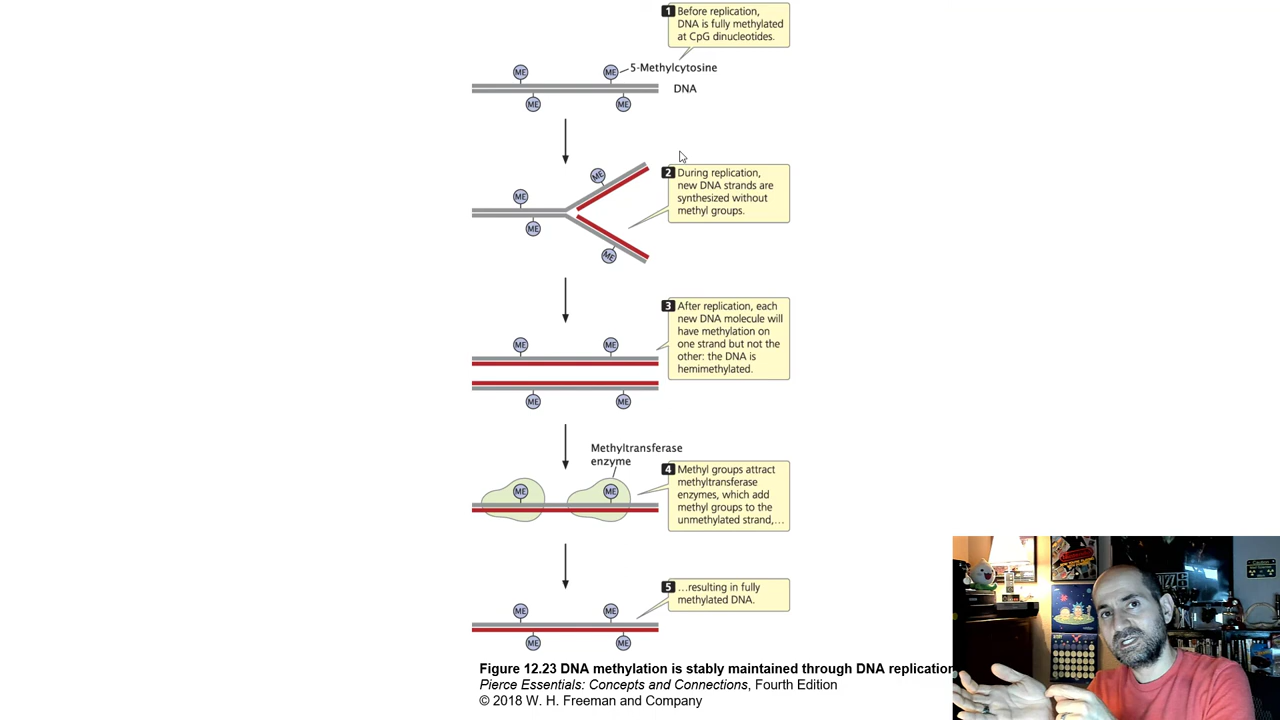 1 Before replication,
DNA is fully methylated
at CpG dinucleotides.
ME
ME
5-Methylcytosine
DNA
ME
ME
ME
2 During replication,
new DNA strands are
synthesized without
methyl groups.
ME
ME
ME
3 After replication, each
new DNA molecule will
have methylation on
one strand but not the
other: the DNA is
hemimethylated.
ME
ME
ME
ME
Methyltransferase
enzyme
4 Methyl groups attract
methyltransferase
enzymes, which add
methyl groups to the
unmethylated strand,…
ME
ME
5 …resulting in fully
methylated DNA.
ME
ME
ME
ME
Figure 12.23 DNA methylation is stably maintained through DNA replication
Pierce Essentials: Concepts and Connections, Fourth Edition
© 2018 W. H. Freeman and Company